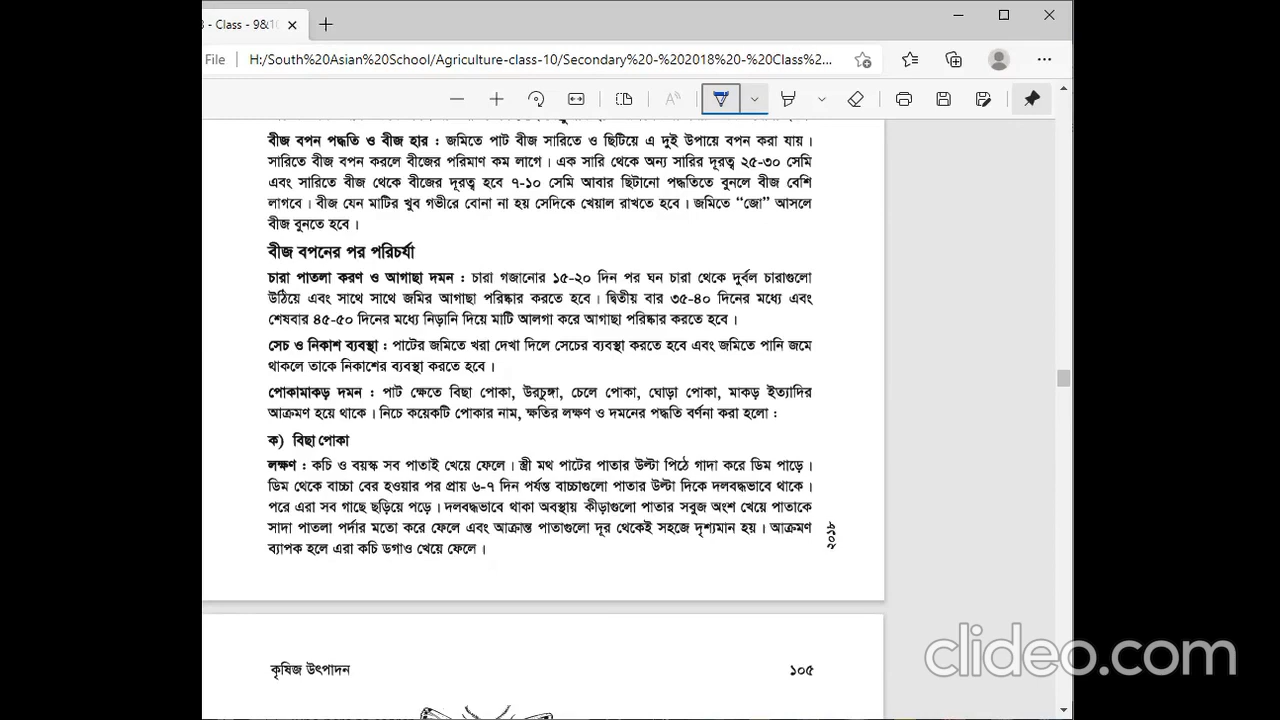 3 - Class - 9&1
File
H:/South%20Asian%20School/Agriculture-class-10/Secondary%20-%202018%20-%20Class%2...
বীজ বপন পদ্ধতি ও বীজ হার : জমিতে পাট বীজ সারিতে ও ছিটিয়ে এ দুই উপায়ে বপন করা যায়।
সারিতে বীজ বপন করলে বীজের পরিমাণ কম লাগে। এক সারি থেকে অন্য সারির দূরত্ব ২৫-৩০ সেমি
এবং সারিতে বীজ থেকে বীজের দূরত্ব হবে ৭-১০ সেমি আবার ছিটানো পদ্ধতিতে বুনলে বীজ বেশি
লাগবে। বীজ যেন মাটির খুব গভীরে বোনা না হয় সেদিকে খেয়াল রাখতে হবে। জমিতে “জো” আসলে
বীজ বুনতে হবে।
বীজ বপনের পর পরিচর্যা
চারা পাতলা করণ ও আগাছা দমন : চারা গজানোর ১৫-২০ দিন পর ঘন চারা থেকে দুর্বল চারাগুলো
উঠিয়ে এবং সাথে সাথে জমির আগাছা পরিষ্কার করতে হবে। দ্বিতীয় বার ৩৫-৪০ দিনের মধ্যে এবং
শেষবার ৪৫-৫০ দিনের মধ্যে নিড়ানি দিয়ে মাটি আলগা করে আগাছা পরিষ্কার করতে হবে।
সেচ ও নিকাশ ব্যবস্থা : পাটের জমিতে খরা দেখা দিলে সেচের ব্যবস্থা করতে হবে এবং জমিতে পানি জমে
থাকলে তাকে নিকাশের ব্যবস্থা করতে হবে।
পোকামাকড় দমন : পাট ক্ষেতে বিছা পোকা, উরচুঙ্গা, চেলে পোকা, ঘোড়া পোকা, মাকড় ইত্যাদির
আক্রমণ হয়ে থাকে। নিচে কয়েকটি পোকার নাম, ক্ষতির লক্ষণ ও দমনের পদ্ধতি বর্ণনা করা হলো :
ক) বিছা পোকা
লক্ষণ : কচি ও বয়স্ক সব পাতাই খেয়ে ফেলে। স্ত্রী মথ পাটের পাতার উল্টা পিঠে গাদা করে ডিম পাড়ে।
ডিম থেকে বাচ্চা বের হওয়ার পর প্রায় ৬-৭ দিন পর্যন্ত বাচ্চাগুলো পাতার উল্টা দিকে দলবদ্ধভাবে থাকে।
পরে এরা সব গাছে ছড়িয়ে পড়ে। দলবদ্ধভাবে থাকা অবস্থায় কীড়াগুলো পাতার সবুজ অংশ খেয়ে পাতাকে
সাদা পাতলা পর্দার মতো করে ফেলে এবং আক্রান্ত পাতাগুলো দূর থেকেই সহজে দৃশ্যমান হয়। আক্রমণ
ব্যাপক হলে এরা কচি ডগাও খেয়ে ফেলে।
২০১৮
কৃষিজ উৎপাদন ১০৫
clideo.com